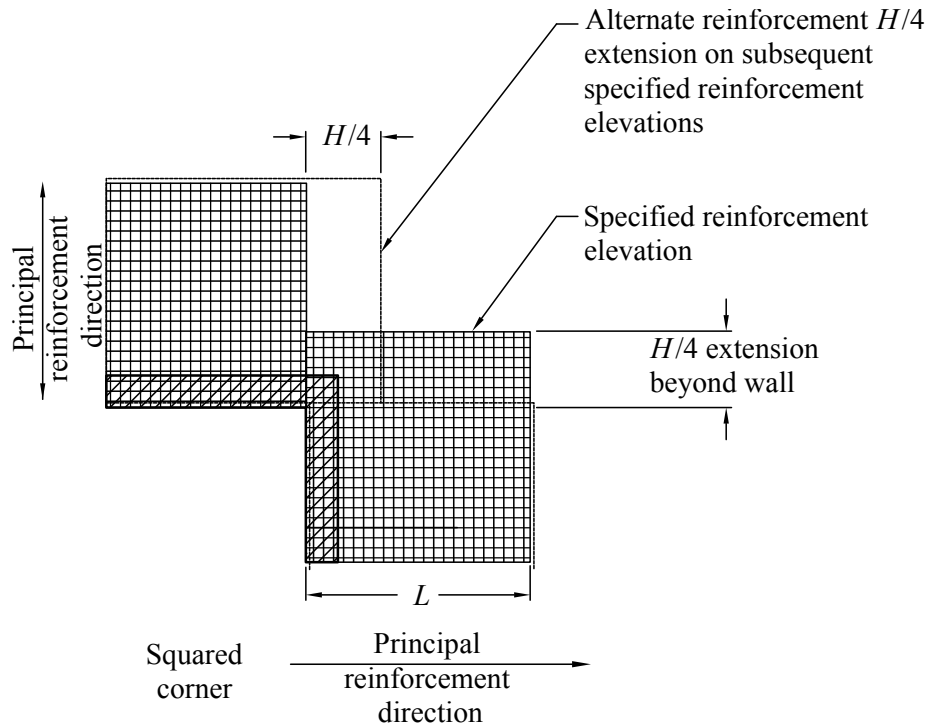 Alternate reinforcement H/4
extension on subsequent
specified reinforcement
elevations
H/4
Specified reinforcement
elevation
Principal
reinforcement
direction
H/4 extension
beyond wall
L
Squared
corner
Principal
reinforcement
direction